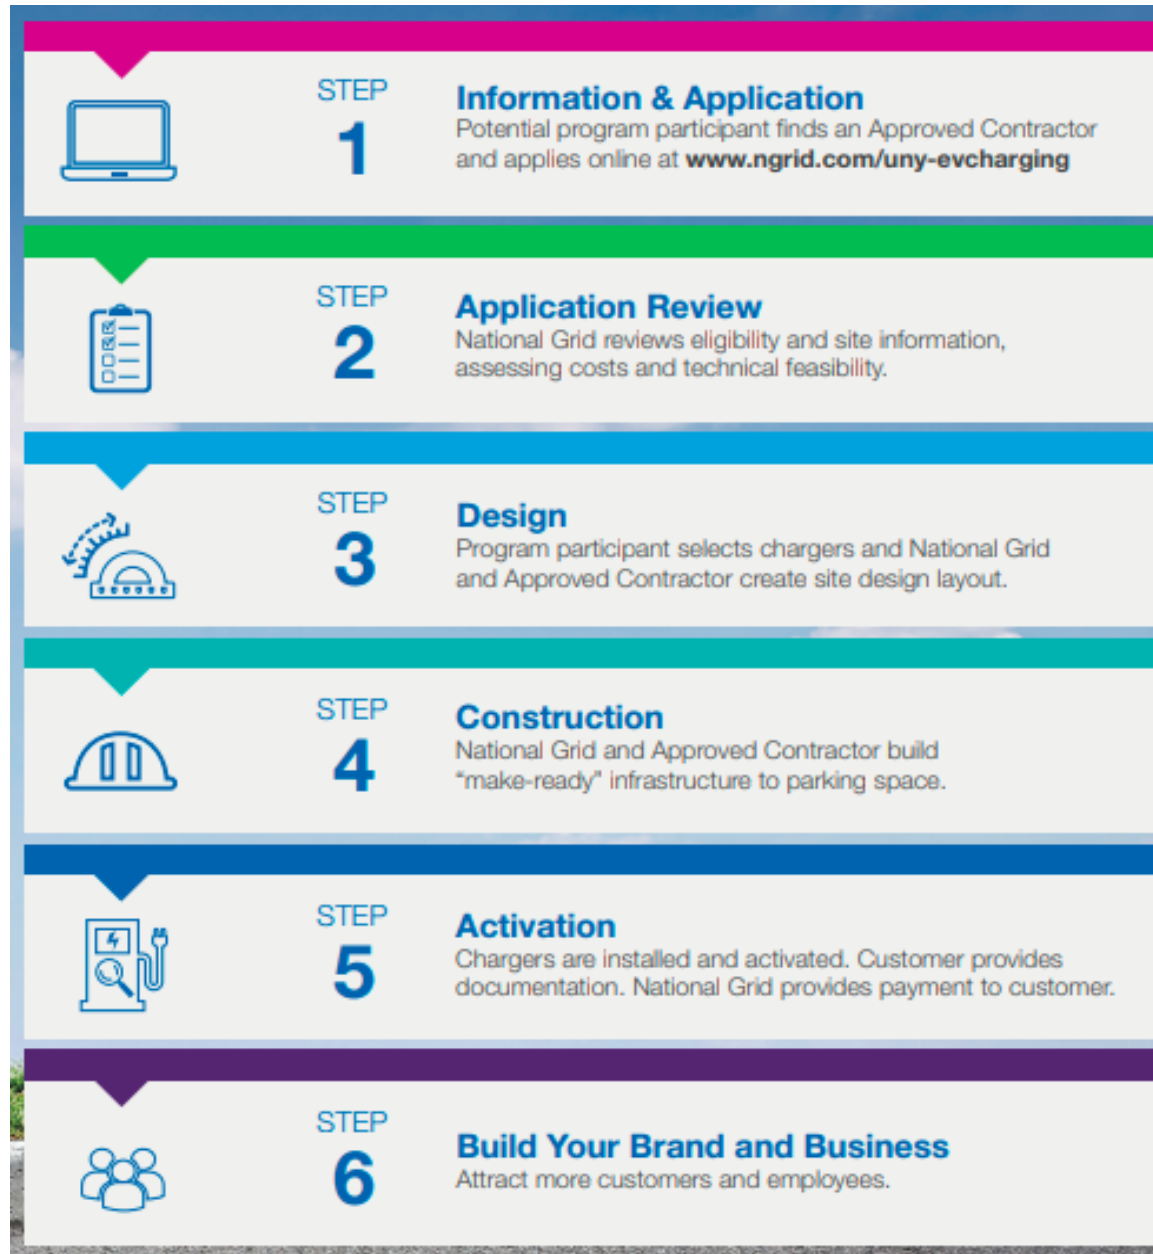 STEP
1
Information & Application
Potential program participant finds an Approved Contractor
and applies online at www.ngrid.com/uny-evcharging
STEP
2
Application Review
National Grid reviews eligibility and site information,
assessing costs and technical feasibility.
STEP
3
Design
Program participant selects chargers and National Grid
and Approved Contractor create site design layout.
STEP
4
Construction
National Grid and Approved Contractor build
“make-ready” infrastructure to parking space.
STEP
5
Activation
Chargers are installed and activated. Customer provides
documentation. National Grid provides payment to customer.
STEP
6
Build Your Brand and Business
Attract more customers and employees.